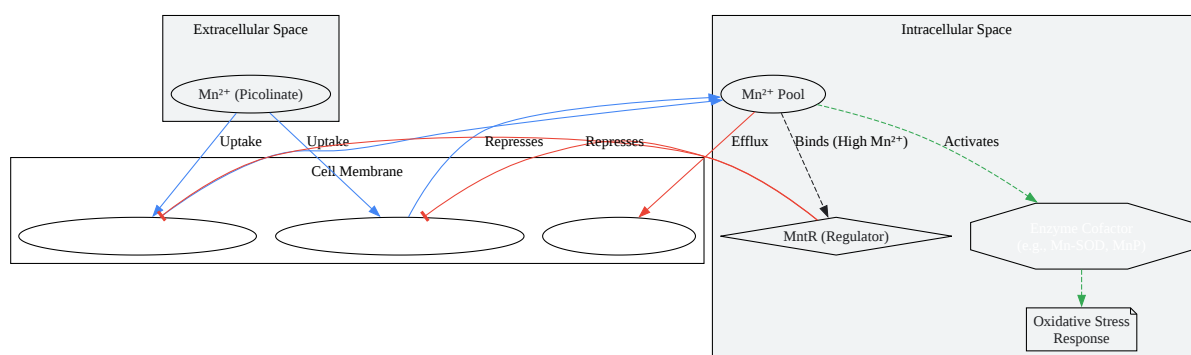 Extracellular Space
Intracellular Space
Mn²⁺ (Picolinate)
Mn²⁺ Pool
Uptake
Uptake
Represses
Represses
Efflux
Binds (High Mn²⁺)
Activates
Cell Membrane
MntR (Regulator)
Enzyme Cofactor
(e.g., Mn-SOD, MnP)
Oxidative Stress
Response